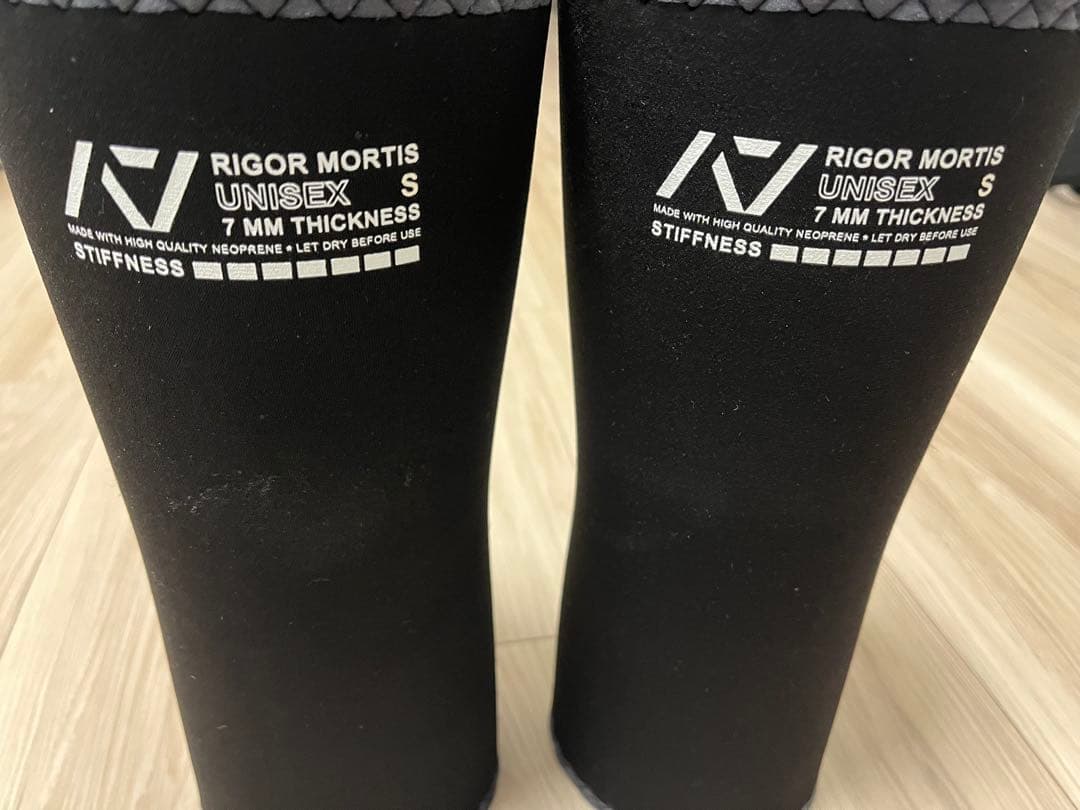 RIGOR MORTIS
UNISEX S
7 MM THICKNESS
MADE WITH HIGH QUALITY NEOPRENE • LET DRY BEFORE USE
STIFFNESS
RIGOR MORTIS
UNISEX S
7 MM THICKNESS
MADE WITH HIGH QUALITY NEOPRENE • LET DRY BEFORE USE
STIFFNESS